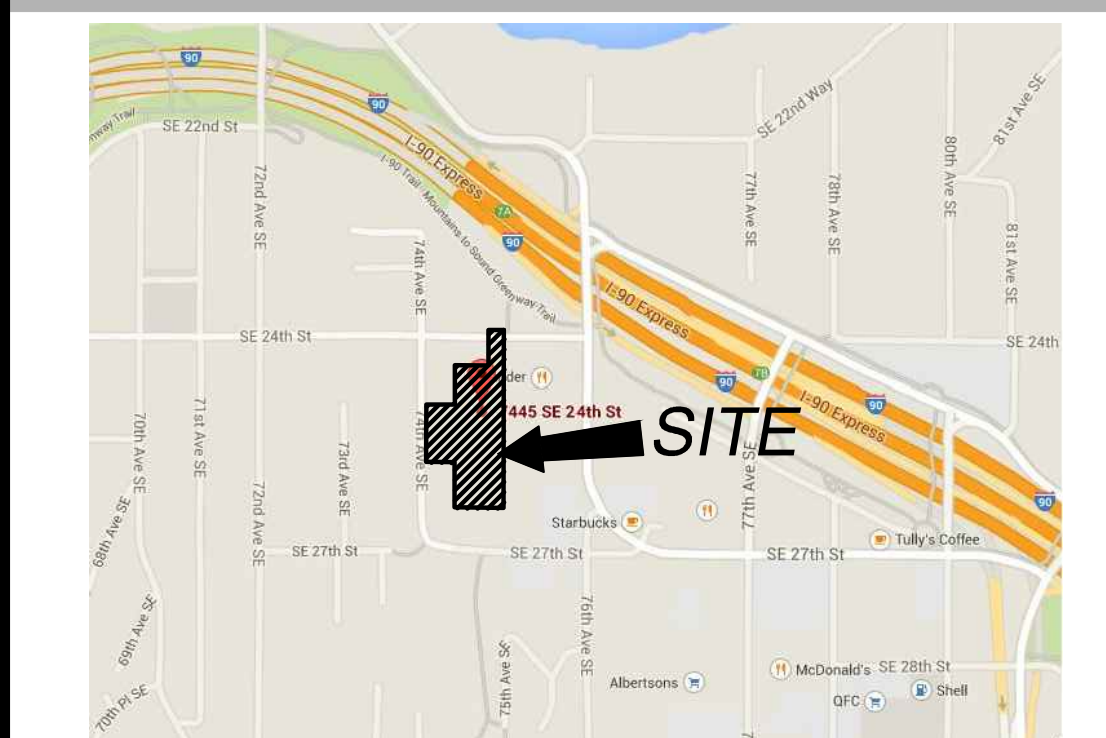 90
90
81st Ave SE
SE 22nd Way
nway Trail
SE 22nd St
I-90 Express
80th Ave SE
72nd Ave SE
I-90 Trail - Mountains to Sound Greenway Trail
77th Ave SE
78th Ave SE
7A
90
74th Ave SE
81st Ave SE
I-90 Express
SE 24th St
SE 24th
der
7B
90
90
I-90 Express
7445 SE 24th St
SITE
70th Ave SE
71st Ave SE
73rd Ave SE
74th Ave SE
72nd Ave SE
77th Ave SE
90
68th Ave SE
Starbucks
Tully's Coffee
SE 27th St
SE 27th St
SE 27th St
69th Ave SE
76th Ave SE
75th Ave SE
70th Pl SE
Albertsons
McDonald's
SE 28th St
QFC
Shell